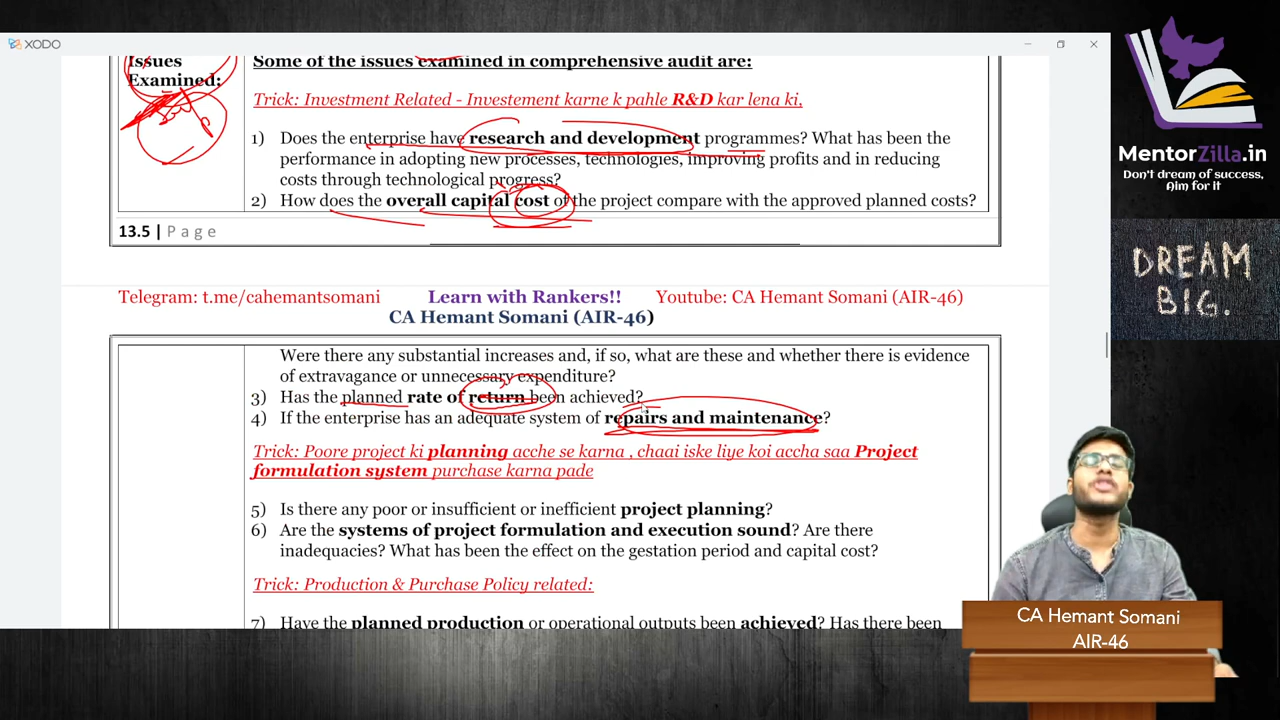 XODO
Issues
Examined:
Some of the issues examined in comprehensive audit are:
Trick: Investment Related - Investement karne k pahle R&D kar lena ki,
1) Does the enterprise have research and development programmes? What has been the
performance in adopting new processes, technologies, improving profits and in reducing
costs through technological progress?
2) How does the overall capital cost of the project compare with the approved planned costs?
13.5 | Page
Telegram: t.me/cahemantsomani Learn with Rankers!! Youtube: CA Hemant Somani (AIR-46)
CA Hemant Somani (AIR-46)
Were there any substantial increases and, if so, what are these and whether there is evidence
of extravagance or unnecessary expenditure?
3) Has the planned rate of return been achieved?
4) If the enterprise has an adequate system of repairs and maintenance?
Trick: Poore project ki planning acche se karna , chaai iske liye koi accha saa Project
formulation system purchase karna pade
5) Is there any poor or insufficient or inefficient project planning?
6) Are the systems of project formulation and execution sound? Are there
inadequacies? What has been the effect on the gestation period and capital cost?
Trick: Production & Purchase Policy related:
7) Have the planned production or operational outputs been achieved? Has there been
MentorZilla.in
Don't dream of success,
Aim for it
DREAM
BIG.
CA Hemant Somani
AIR-46